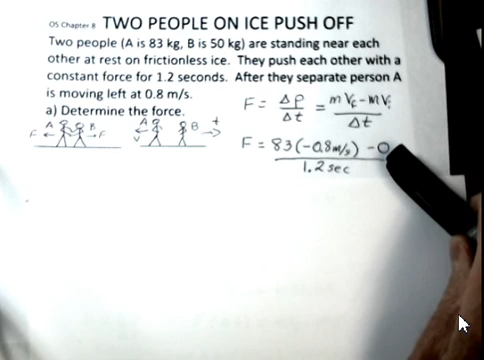 OS Chapter 8 TWO PEOPLE ON ICE PUSH OFF
Two people (A is 83 kg, B is 50 kg) are standing near each
other at rest on frictionless ice. They push each other with a
constant force for 1.2 seconds. After they separate person A
is moving left at 0.8 m/s.
a) Determine the force.
F = Δp/Δt = mVf - mVi/Δt
F A B F A B + V
F = 83(-0.8m/s) - 0/1.2 sec